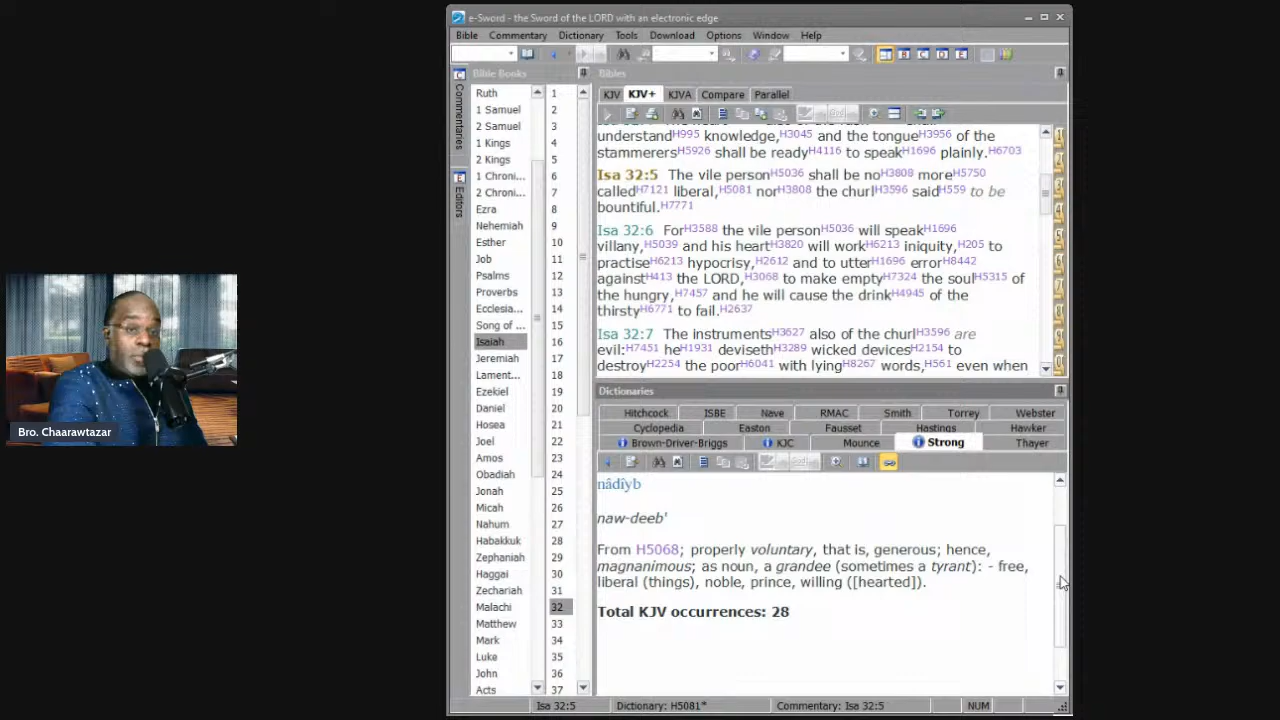 e-Sword - the Sword of the LORD with an electronic edge
Bible Commentary Dictionary Tools Download Options Window Help
Bible Books
Bibles
Commentaries
Editors
Ruth 1
1 Samuel 2
2 Samuel 3
1 Kings 4
2 Kings 5
1 Chroni... 6
2 Chroni... 7
Ezra 8
Nehemiah 9
Esther 10
Job 11
Psalms 12
Proverbs 13
Ecclesia... 14
Song of ... 15
Isaiah 16
Jeremiah 17
Lament... 18
Ezekiel 19
Daniel 20
Hosea 21
Joel 22
Amos 23
Obadiah 24
Jonah 25
Micah 26
Nahum 27
Habakkuk 28
Zephaniah 29
Haggai 30
Zechariah 31
Malachi 32
Matthew 33
Mark 34
Luke 35
John 36
Acts 37
KJV KJV+ KJVA Compare Parallel
understandH995 knowledge,H3045 and the tongueH3956 of the
stammerersH5926 shall be readyH4116 to speakH1696 plainly.H6703
Isa 32:5 The vile personH5036 shall be noH3808 moreH5750
calledH7121 liberal,H5081 norH3808 the churlH3596 saidH559 to be
bountiful.H7771
Isa 32:6 ForH3588 the vile personH5036 will speakH1696
villany,H5039 and his heartH3820 will workH6213 iniquity,H205 to
practiseH6213 hypocrisy,H2612 and to utterH1696 errorH8442
againstH413 the LORD,H3068 to make emptyH7324 the soulH5315 of
the hungry,H7457 and he will cause the drinkH4945 of the
thirstyH6771 to fail.H2637
Isa 32:7 The instrumentsH3627 also of the churlH3596 are
evil:H7451 heH1931 devisethH3289 wicked devicesH2154 to
destroyH2254 the poorH6041 with lyingH8267 words,H561 even when
Dictionaries
Hitchcock ISBE Nave RMAC Smith Torrey Webster
Cyclopedia Easton Fausset Hastings Hawker
Brown-Driver-Briggs KJC Mounce Strong Thayer
nâdîyb
naw-deeb'
From H5068; properly voluntary, that is, generous; hence,
magnanimous; as noun, a grandee (sometimes a tyrant): - free,
liberal (things), noble, prince, willing ([hearted]).
Total KJV occurrences: 28
Isa 32:5 Dictionary: H5081* Commentary: Isa 32:5 NUM
Bro. Chaarawtazar